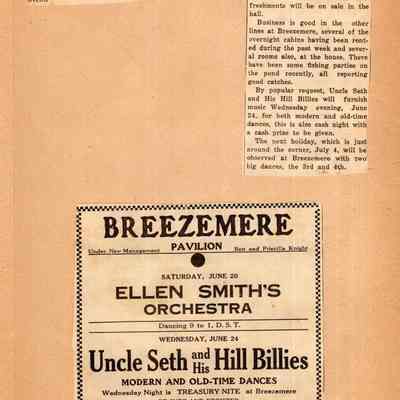 freshments will be on sale in the
hall.
Business is good in the other
lines at Breezemere, several of the
overnight cabins having been rent-
ed during the past week and sever-
al rooms also, at the house. There
have been some fishing parties on
the pond recently, all reporting
good catches.
By popular request, Uncle Seth
and His Hill Billies will furnish
music Wednesday evening, June
24, for both modern and old-time
dances, this is also cash night with
a cash prize to be given.
The next holiday, which is just
around the corner, July 4, will be
observed at Breezemere with two
big dances, the 3rd and 4th.
BREEZEMERE
Under New Management PAVILION Ben and Priscilla Knight
SATURDAY, JUNE 20
ELLEN SMITH'S
ORCHESTRA
Dancing 9 to 1, D. S. T.
WEDNESDAY, JUNE 24
Uncle Seth and His Hill Billies
MODERN AND OLD-TIME DANCES
Wednesday Night is TREASURY NITE at Breezemere